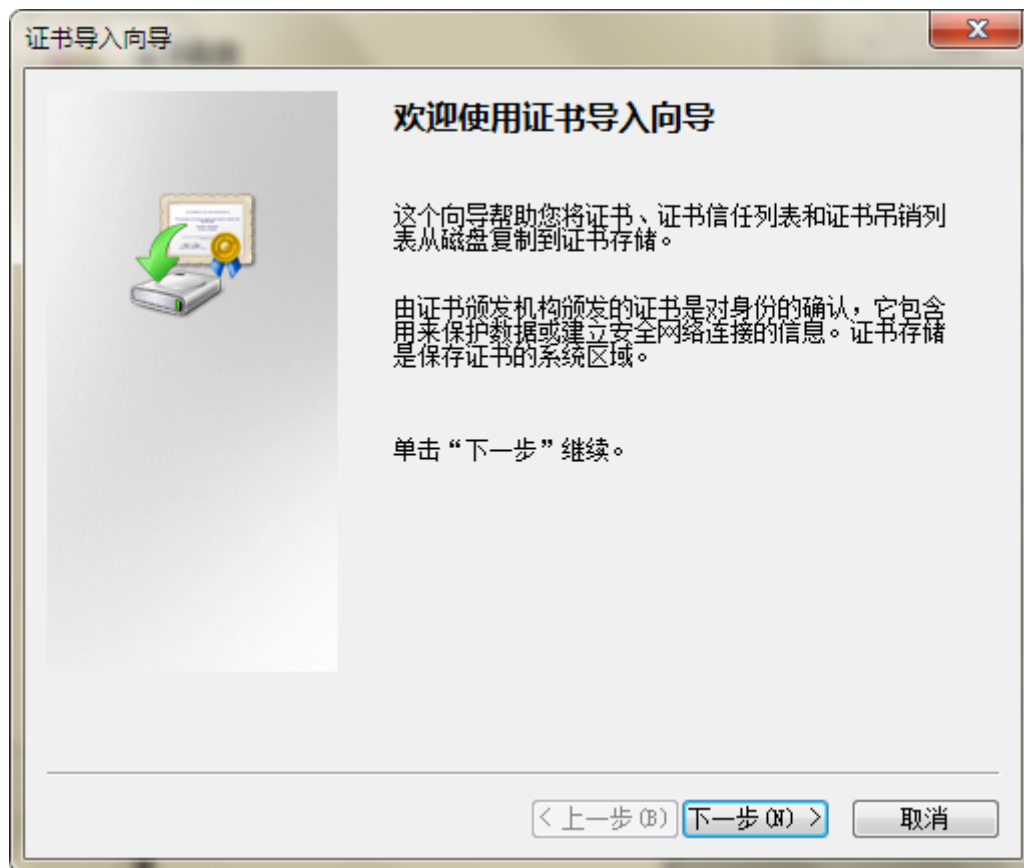 证书导入向导
欢迎使用证书导入向导
这个向导帮助您将证书、证书信任列表和证书吊销列
表从磁盘复制到证书存储。
由证书颁发机构颁发的证书是对身份的确认，它包含
用来保护数据或建立安全网络连接的信息。证书存储
是保存证书的系统区域。
单击“下一步”继续。
< 上一步(B) 下一步(N) > 取消